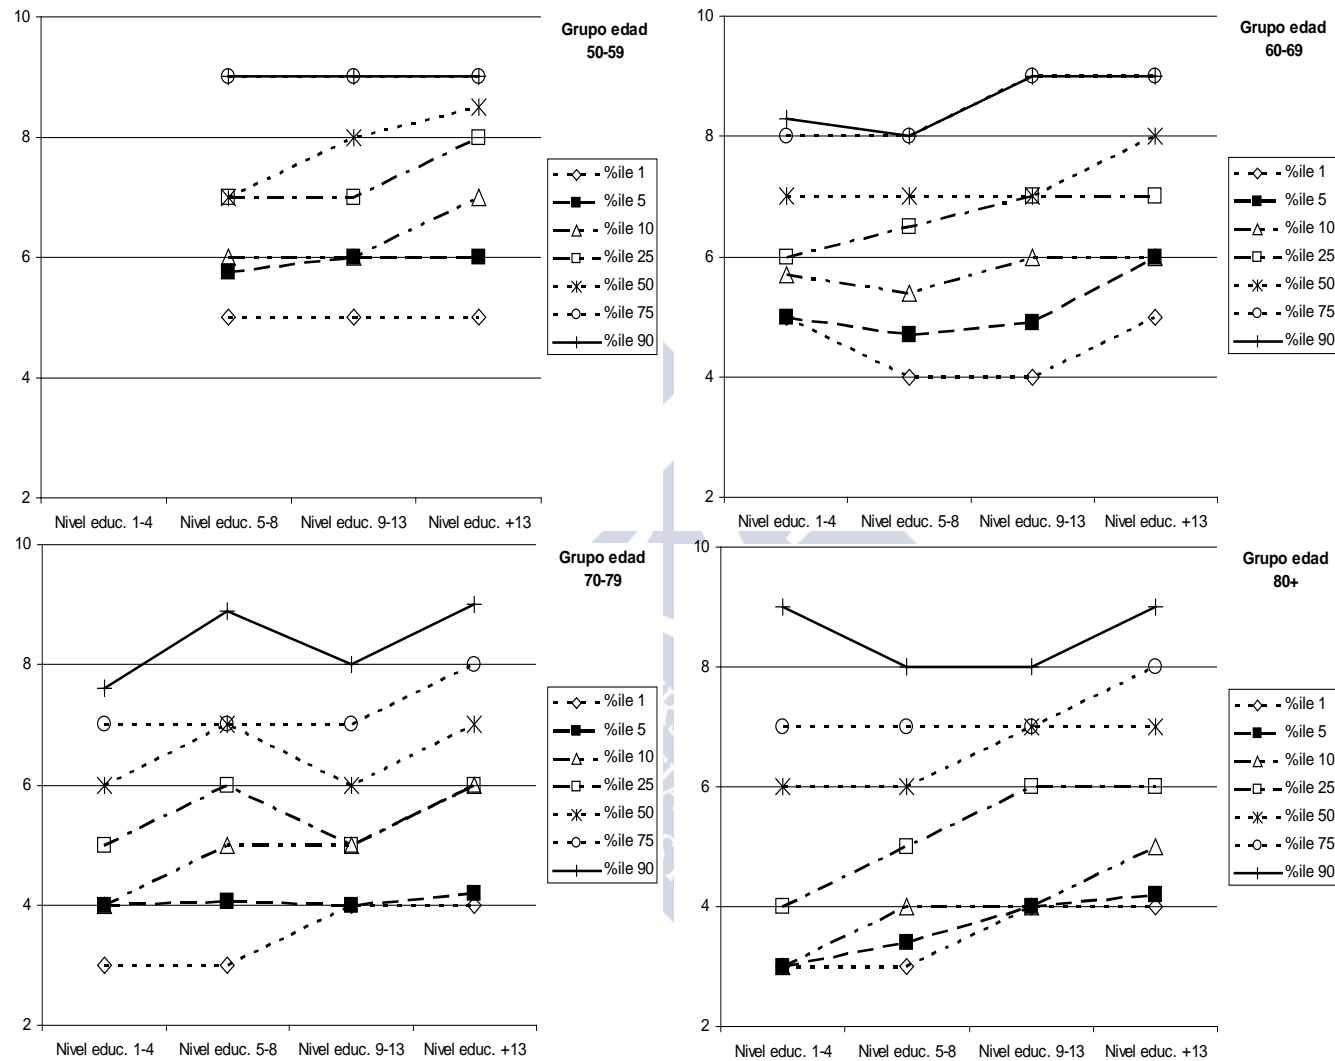 10
8
6
4
2
Grupo edad
50-59
%ile 1
%ile 5
%ile 10
%ile 25
%ile 50
%ile 75
%ile 90
Nivel educ. 1-4 Nivel educ. 5-8 Nivel educ. 9-13 Nivel educ. +13
10
8
6
4
2
Grupo edad
60-69
%ile 1
%ile 5
%ile 10
%ile 25
%ile 50
%ile 75
%ile 90
Nivel educ. 1-4 Nivel educ. 5-8 Nivel educ. 9-13 Nivel educ. +13
10
8
6
4
2
Grupo edad
70-79
%ile 1
%ile 5
%ile 10
%ile 25
%ile 50
%ile 75
%ile 90
Nivel educ. 1-4 Nivel educ. 5-8 Nivel educ. 9-13 Nivel educ. +13
10
8
6
4
2
Grupo edad
80+
%ile 1
%ile 5
%ile 10
%ile 25
%ile 50
%ile 75
%ile 90
Nivel educ. 1-4 Nivel educ. 5-8 Nivel educ. 9-13 Nivel educ. +13